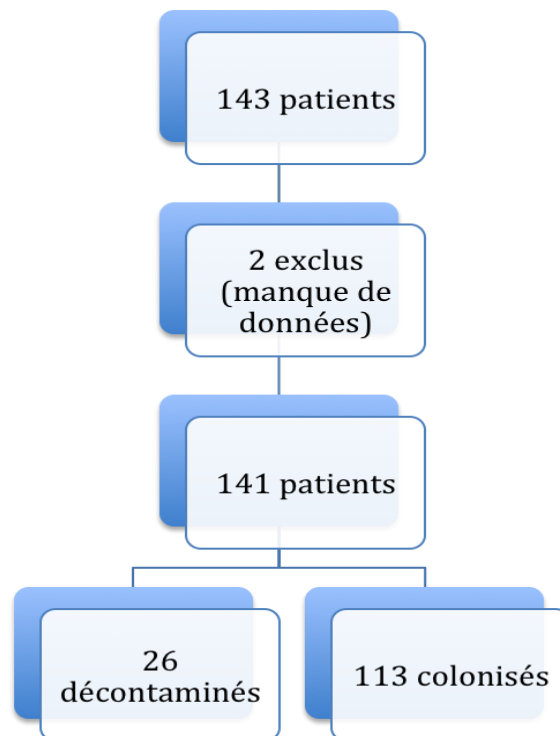 143 patients
2 exclus
(manque de
données)
141 patients
26
décontaminés
113 colonisés